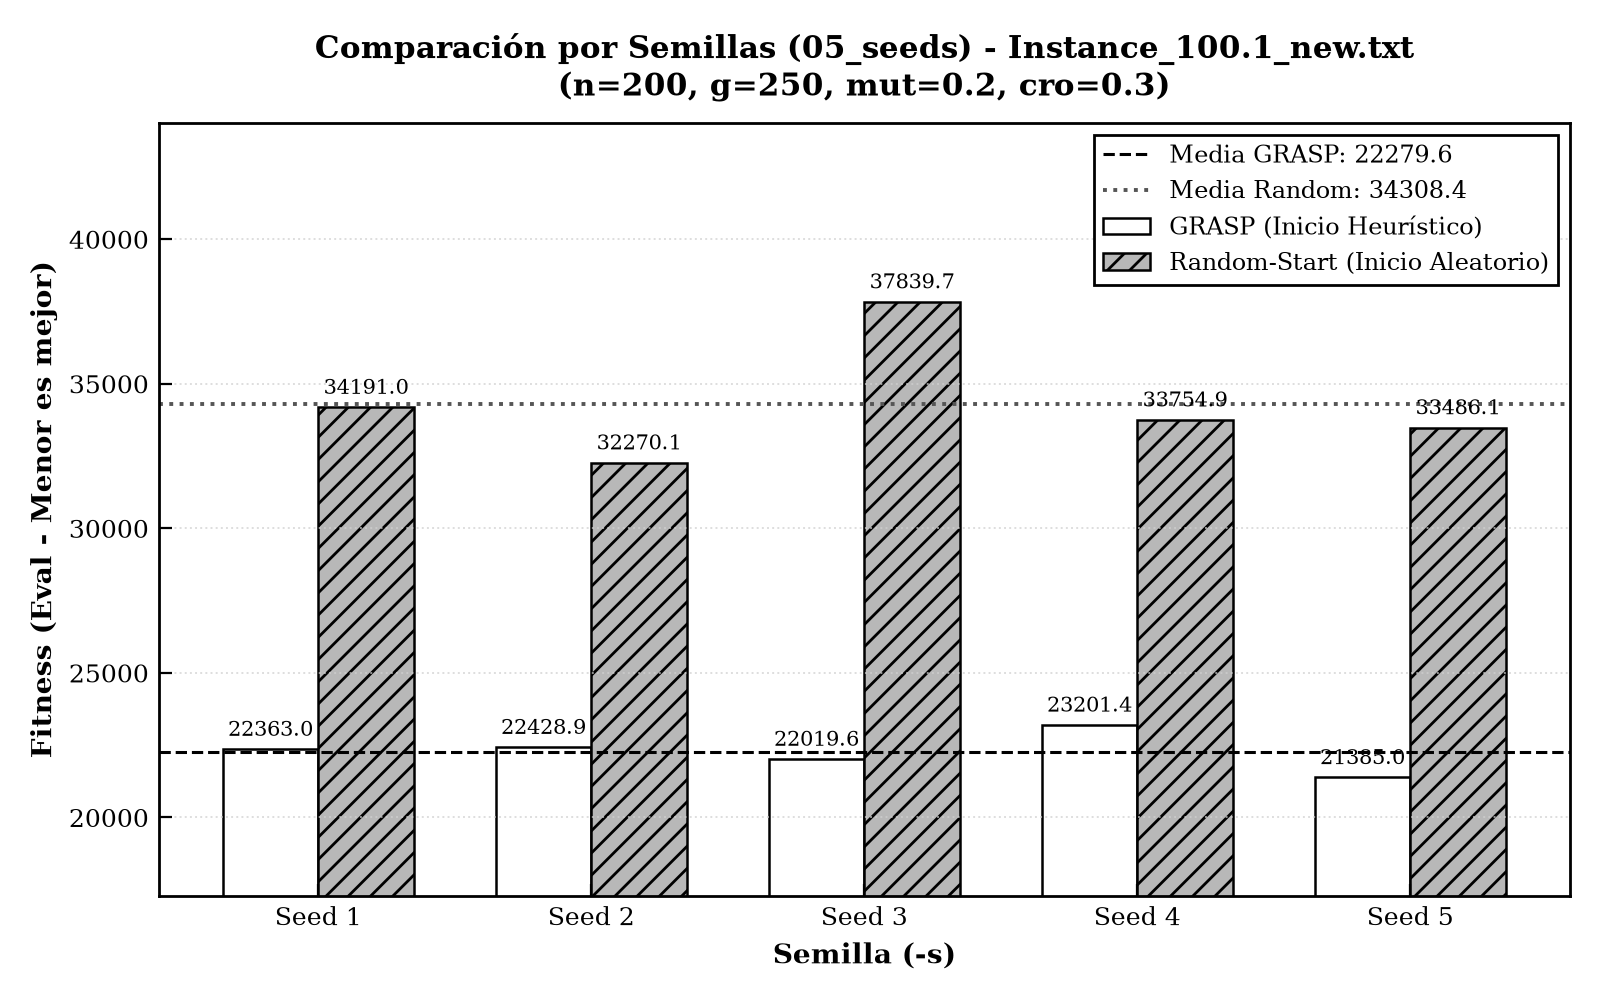 Comparación por Semillas (05_seeds) - Instance_100.1_new.txt
(n=200, g=250, mut=0.2, cro=0.3)
Media GRASP: 22279.6
Media Random: 34308.4
GRASP (Inicio Heurístico)
Random-Start (Inicio Aleatorio)
Fitness (Eval - Menor es mejor)
40000
35000
30000
25000
20000
22363.0
34191.0
22428.9
32270.1
22019.6
37839.7
23201.4
33754.9
21385.0
33486.1
Seed 1
Seed 2
Seed 3
Seed 4
Seed 5
Semilla (-s)